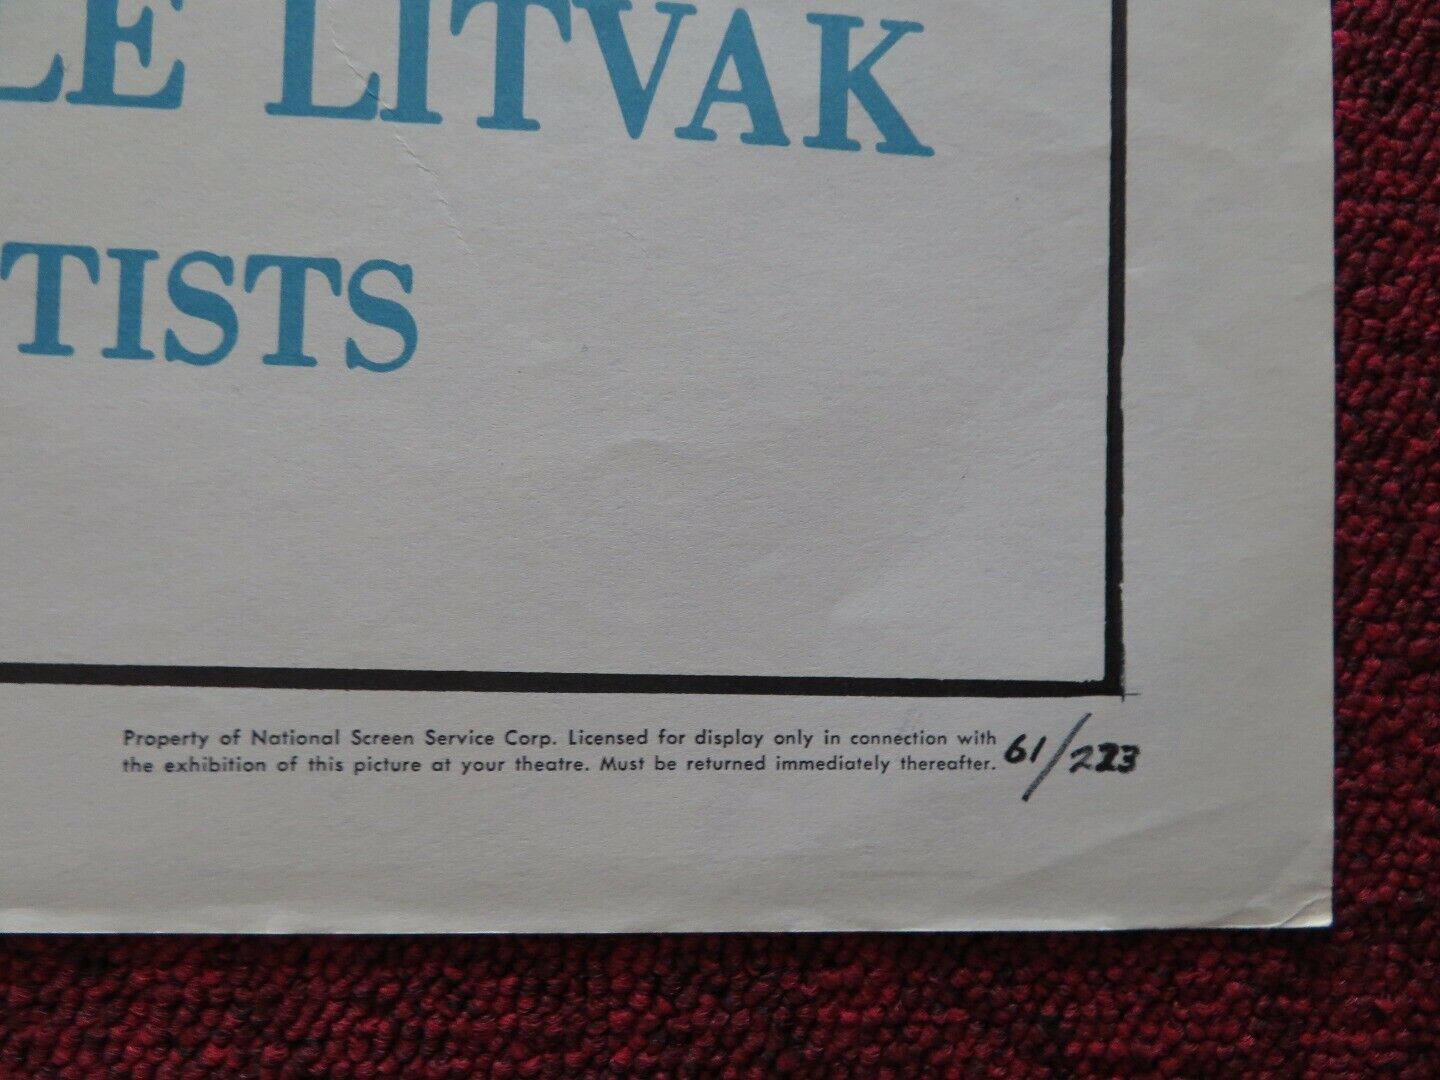 LE LITVAK
TISTS
Property of National Screen Service Corp. Licensed for display only in connection with
the exhibition of this picture at your theatre. Must be returned immediately thereafter. 61/223